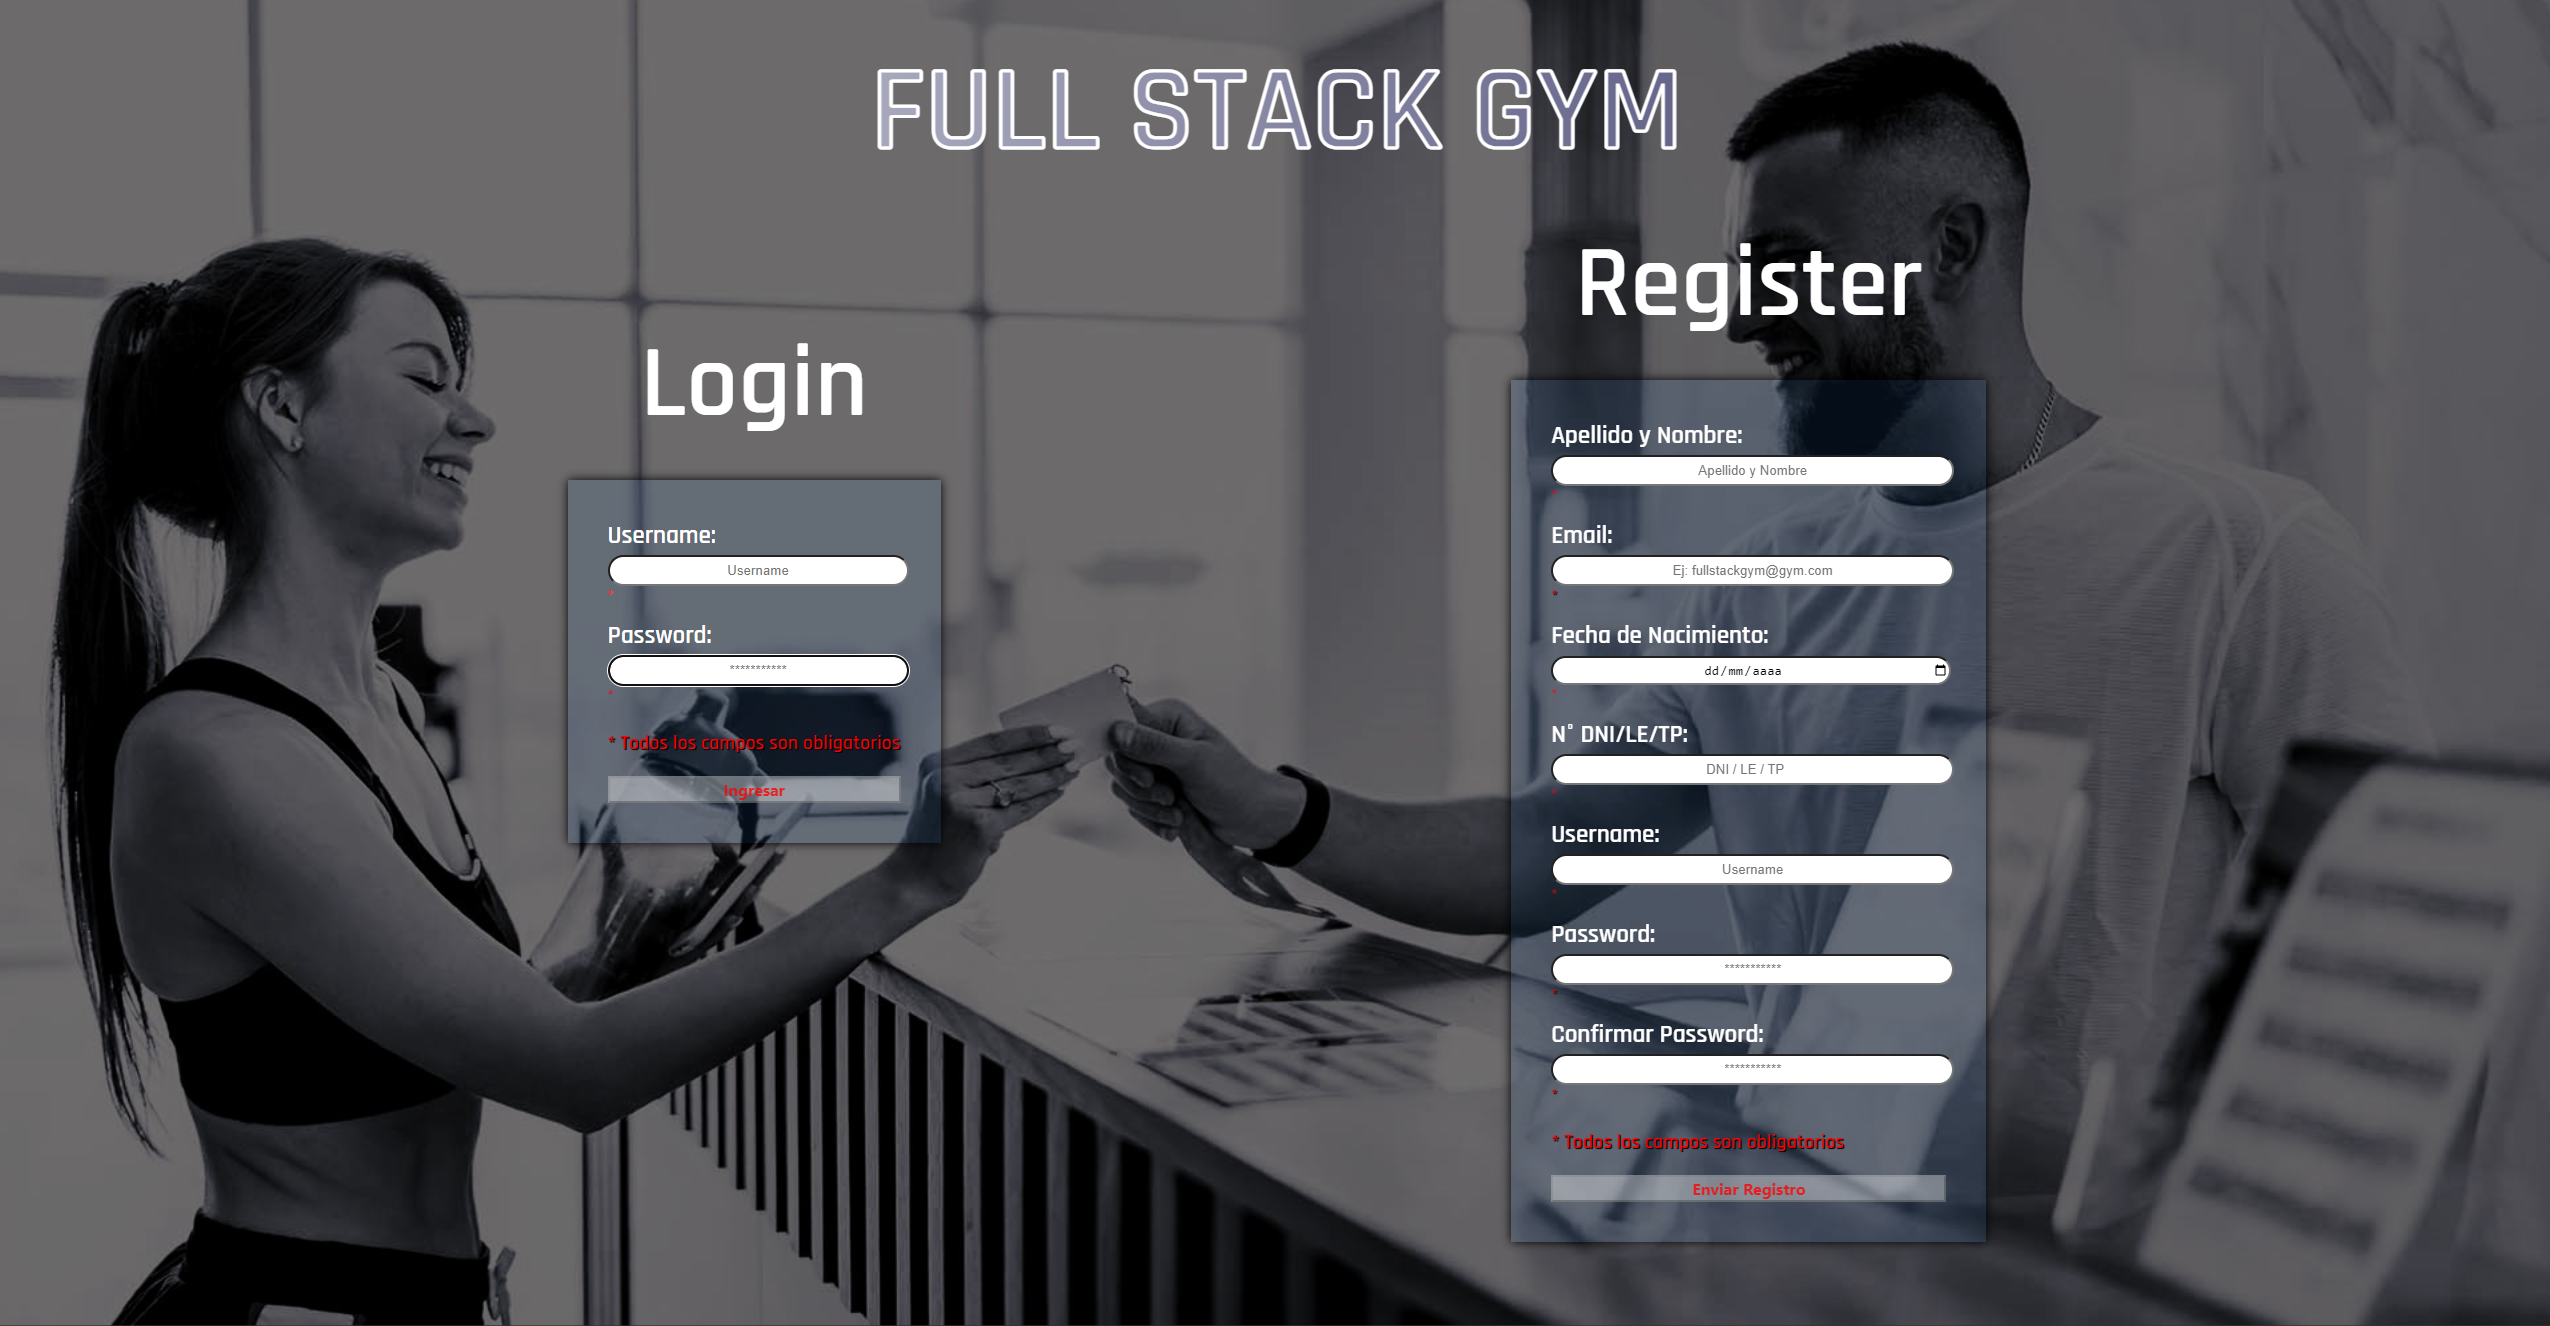 FULL STACK GYM
Login
Username:
Username
*
Password:
***********
*
* Todos los campos son obligatorios
Ingresar
Register
Apellido y Nombre:
Apellido y Nombre
*
Email:
Ej: fullstackgym@gym.com
*
Fecha de Nacimiento:
dd/mm/aaaa
*
N° DNI/LE/TP:
DNI / LE / TP
*
Username:
Username
*
Password:
***********
*
Confirmar Password:
***********
*
* Todos los campos son obligatorios
Enviar Registro